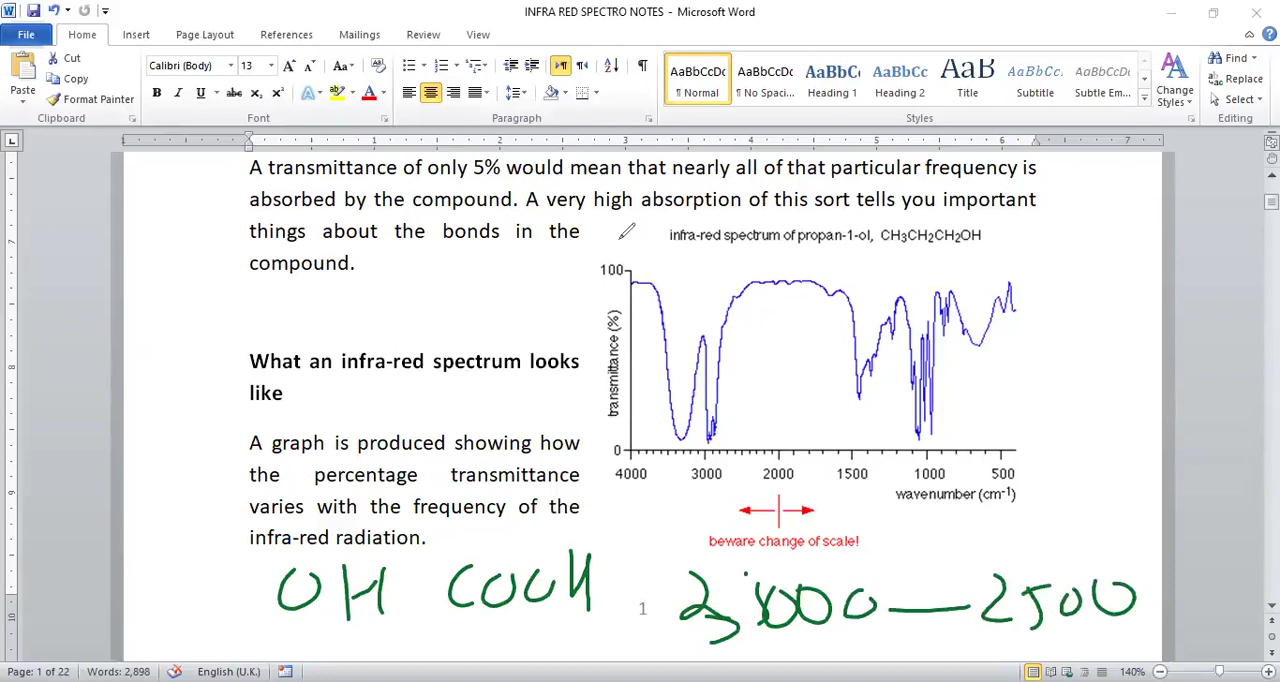 INFRA RED SPECTRO NOTES - Microsoft Word
File Home Insert Page Layout References Mailings Review View
Paste Cut Copy Format Painter Clipboard
Calibri (Body) 13 Font
Paragraph
AaBbCcDc AaBbCcDc AaBbC AaBbCc AaB AaBbCc. AaBbCcDc
¶ Normal ¶ No Spaci... Heading 1 Heading 2 Title Subtitle Subtle Em...
Styles
Change Styles
Find Replace Select Editing
A transmittance of only 5% would mean that nearly all of that particular frequency is
absorbed by the compound. A very high absorption of this sort tells you important
things about the bonds in the
compound.
What an infra-red spectrum looks
like
A graph is produced showing how
the percentage transmittance
varies with the frequency of the
infra-red radiation.
infra-red spectrum of propan-1-ol, CH3CH2CH2OH
100
transmittance (%)
0
4000 3000 2000 1500 1000 500
wavenumber (cm-1)
beware change of scale!
OH COOH
1
2500
Page: 1 of 22 Words: 2,898 English (U.K.) 140%